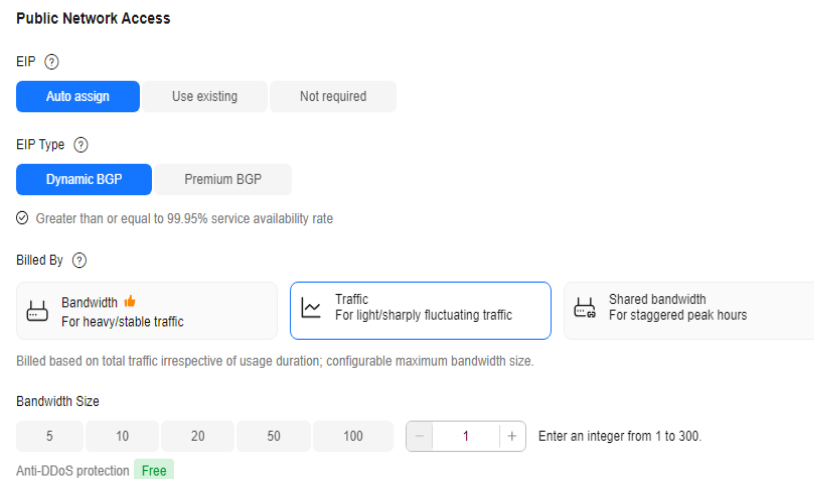 Public Network Access
EIP ?
Auto assign Use existing Not required
EIP Type ?
Dynamic BGP Premium BGP
Greater than or equal to 99.95% service availability rate
Billed By ?
Bandwidth Traffic Shared bandwidth
For heavy/stable traffic For light/sharply fluctuating traffic For staggered peak hours
Billed based on total traffic irrespective of usage duration; configurable maximum bandwidth size.
Bandwidth Size
5 10 20 50 100 − 1 + Enter an integer from 1 to 300.
Anti-DDoS protection Free